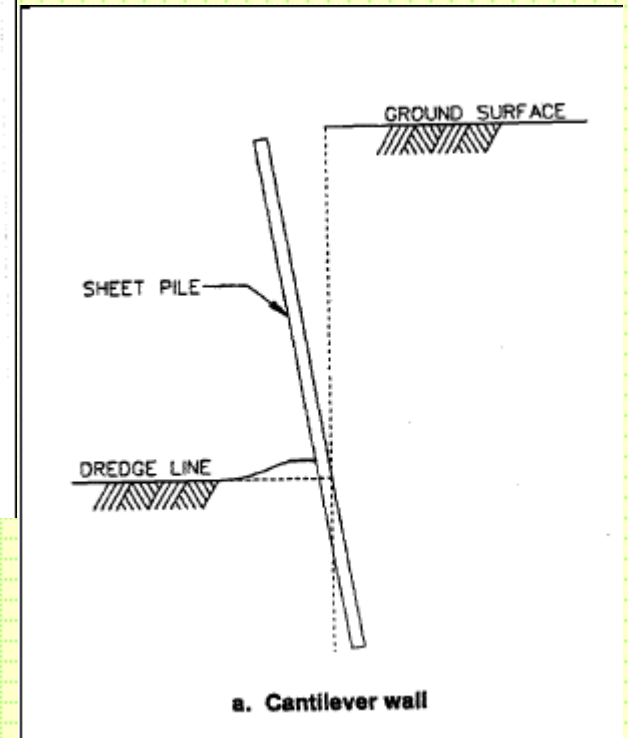 GROUND SURFACE
SHEET PILE
DREDGE LINE
a. Cantilever wall